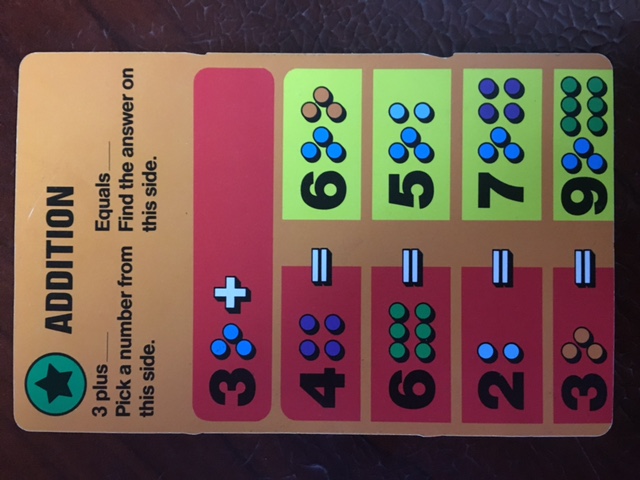 ADDITION
3 plus___
Pick a number from
this side.
Equals___
Find the answer on
this side.
3 +
4 = 6
6 = 5
2 = 7
3 = 9